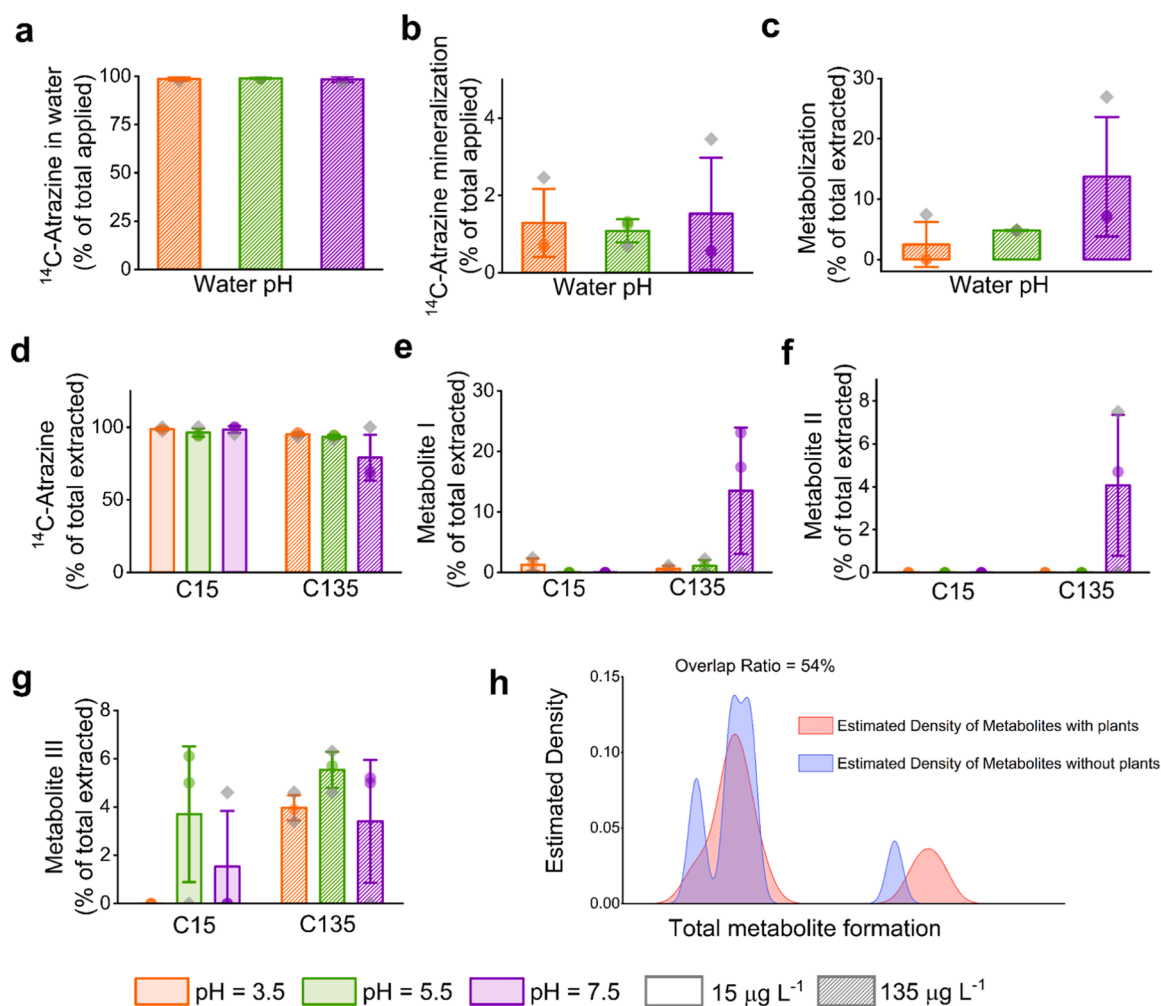 a
¹⁴C-Atrazine in water
(% of total applied)
100
75
50
25
0
Water pH
b
¹⁴C-Atrazine mineralization
(% of total applied)
4
2
0
Water pH
c
Metabolization
(% of total extracted)
30
20
10
0
Water pH
d
¹⁴C-Atrazine
(% of total extracted)
100
50
0
C15
C135
e
Metabolite I
(% of total extracted)
30
20
10
0
C15
C135
f
Metabolite II
(% of total extracted)
8
6
4
2
0
C15
C135
g
Metabolite III
(% of total extracted)
8
6
4
2
0
C15
C135
h
Overlap Ratio = 54%
Estimated Density
0.15
0.10
0.05
0.00
Estimated Density of Metabolites with plants
Estimated Density of Metabolites without plants
Total metabolite formation
pH = 3.5
pH = 5.5
pH = 7.5
15 µg L⁻¹
135 µg L⁻¹